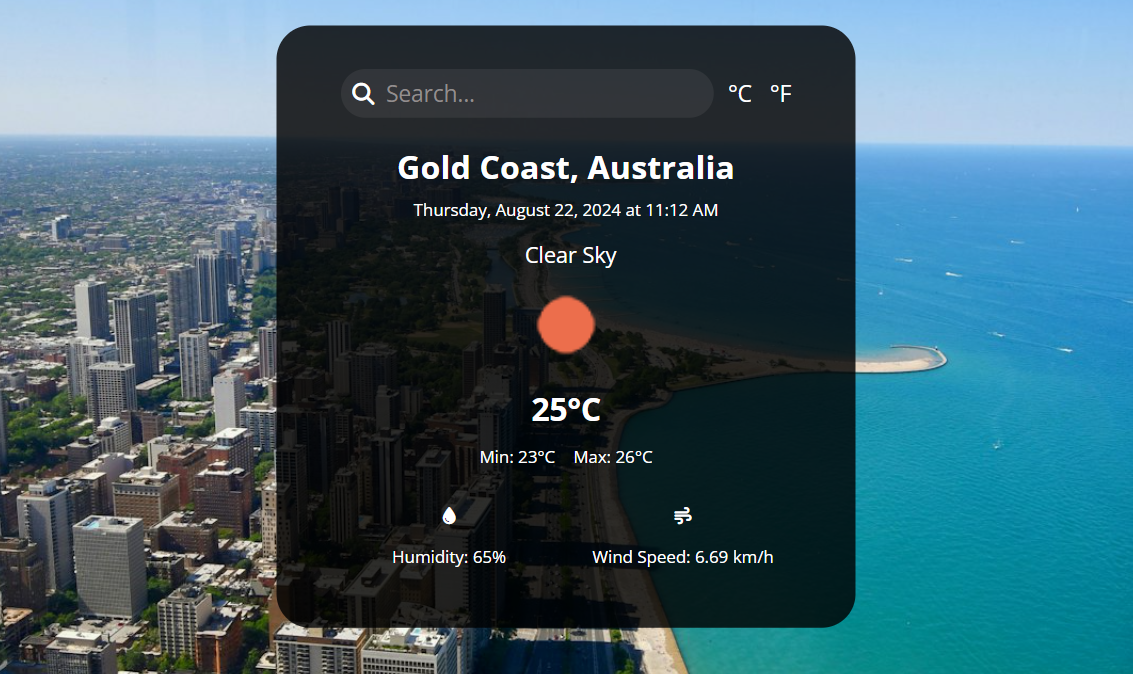 Search...
°C °F
Gold Coast, Australia
Thursday, August 22, 2024 at 11:12 AM
Clear Sky
25°C
Min: 23°C Max: 26°C
Humidity: 65% Wind Speed: 6.69 km/h